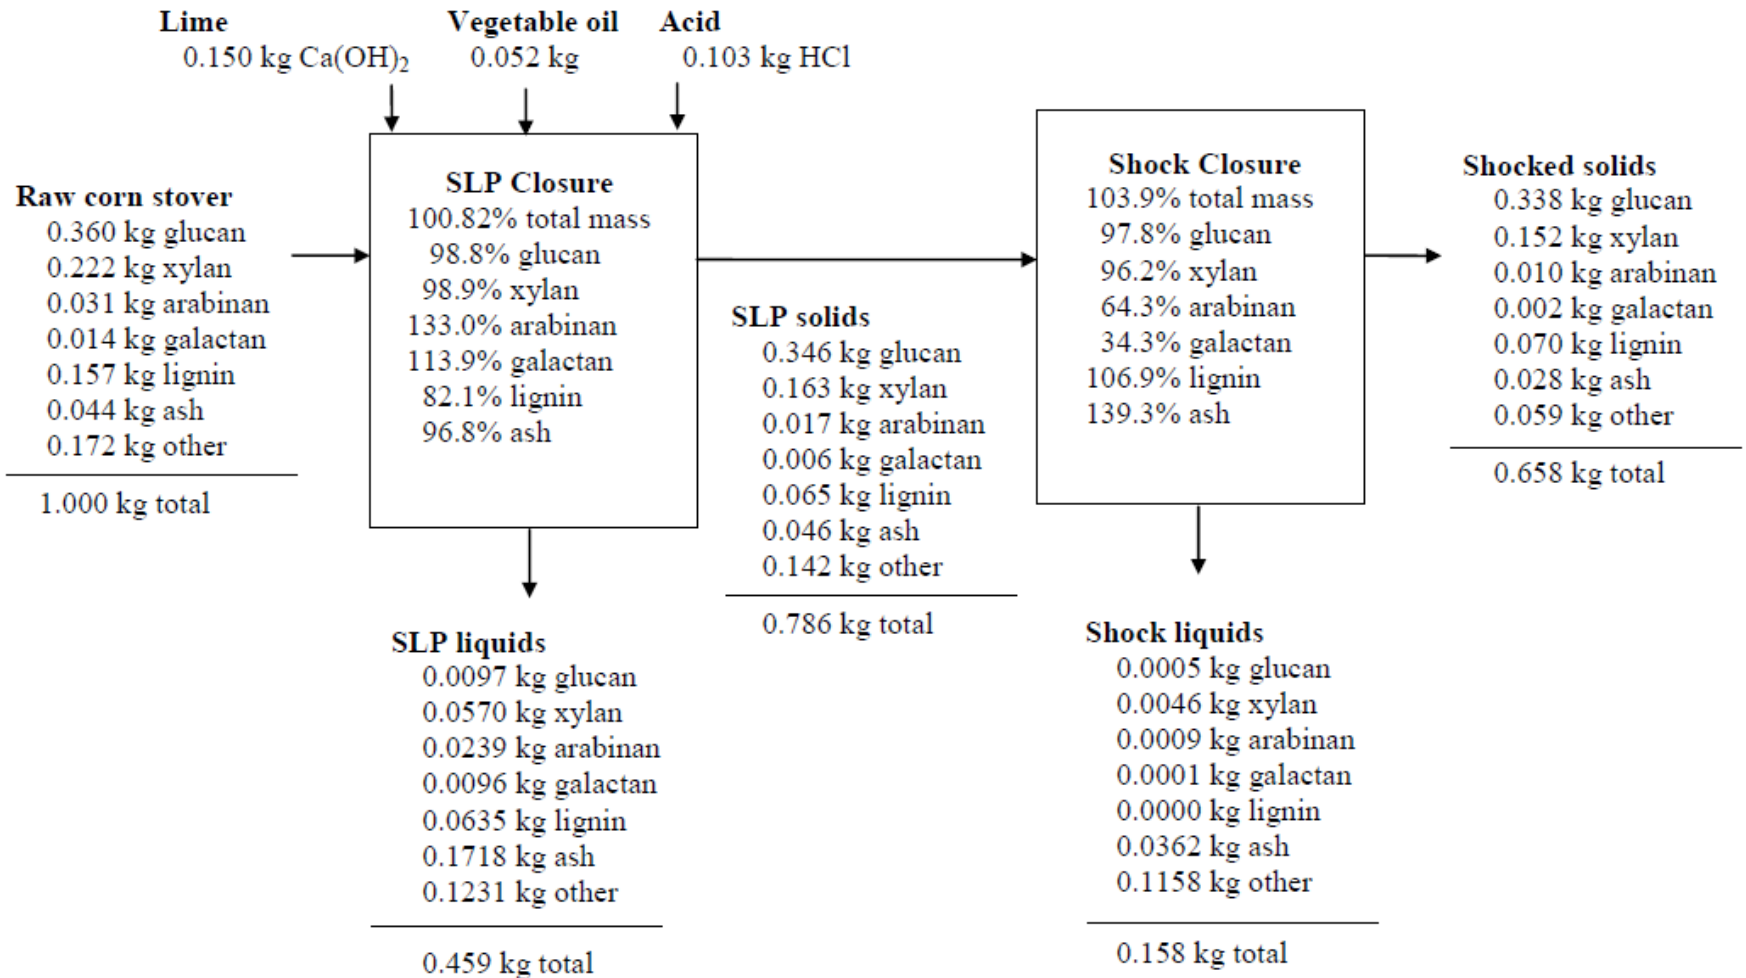 Lime
0.150 kg Ca(OH)₂
Vegetable oil
0.052 kg
Acid
0.103 kg HCl
Raw corn stover
0.360 kg glucan
0.222 kg xylan
0.031 kg arabinan
0.014 kg galactan
0.157 kg lignin
0.044 kg ash
0.172 kg other
1.000 kg total
SLP Closure
100.82% total mass
98.8% glucan
98.9% xylan
133.0% arabinan
113.9% galactan
82.1% lignin
96.8% ash
SLP liquids
0.0097 kg glucan
0.0570 kg xylan
0.0239 kg arabinan
0.0096 kg galactan
0.0635 kg lignin
0.1718 kg ash
0.1231 kg other
0.459 kg total
SLP solids
0.346 kg glucan
0.163 kg xylan
0.017 kg arabinan
0.006 kg galactan
0.065 kg lignin
0.046 kg ash
0.142 kg other
0.786 kg total
Shock Closure
103.9% total mass
97.8% glucan
96.2% xylan
64.3% arabinan
34.3% galactan
106.9% lignin
139.3% ash
Shock liquids
0.0005 kg glucan
0.0046 kg xylan
0.0009 kg arabinan
0.0001 kg galactan
0.0000 kg lignin
0.0362 kg ash
0.1158 kg other
0.158 kg total
Shocked solids
0.338 kg glucan
0.152 kg xylan
0.010 kg arabinan
0.002 kg galactan
0.070 kg lignin
0.028 kg ash
0.059 kg other
0.658 kg total